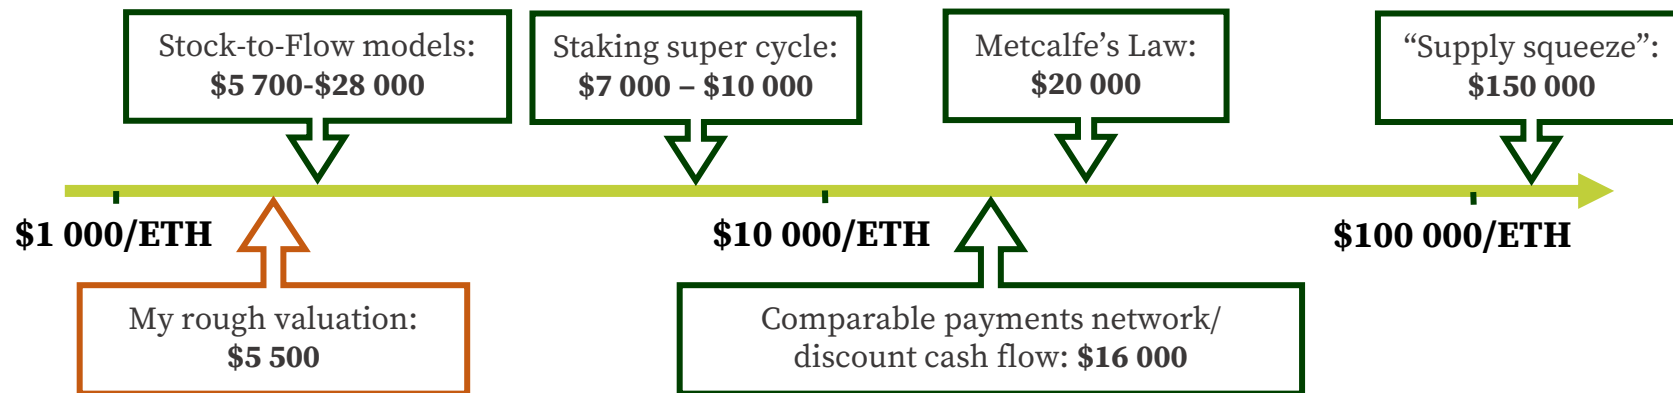 Stock-to-Flow models:
$5 700-$28 000
Staking super cycle:
$7 000 – $10 000
Metcalfe’s Law:
$20 000
“Supply squeeze”:
$150 000
$1 000/ETH
$10 000/ETH
$100 000/ETH
My rough valuation:
$5 500
Comparable payments network/
discount cash flow: $16 000